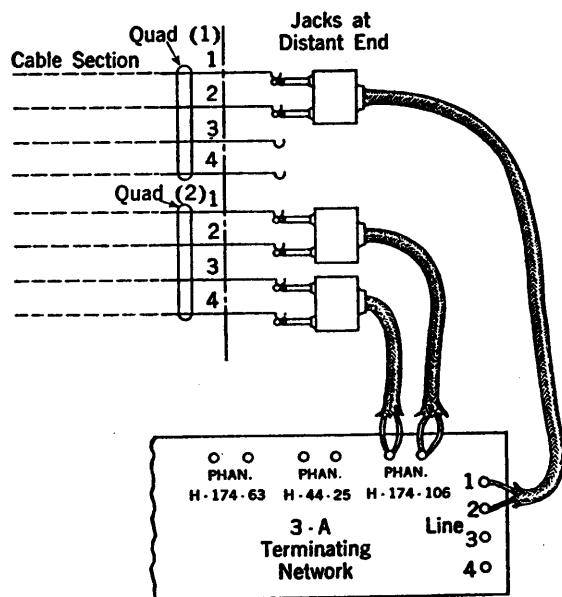 Quad (1)
Jacks at
Distant End
Cable Section
1
2
3
4
Quad (2)
1
2
3
4
PHAN.
H-174-63
PHAN.
H-44-25
PHAN.
H-174-106
1
2
Line
3
4
3-A
Terminating
Network